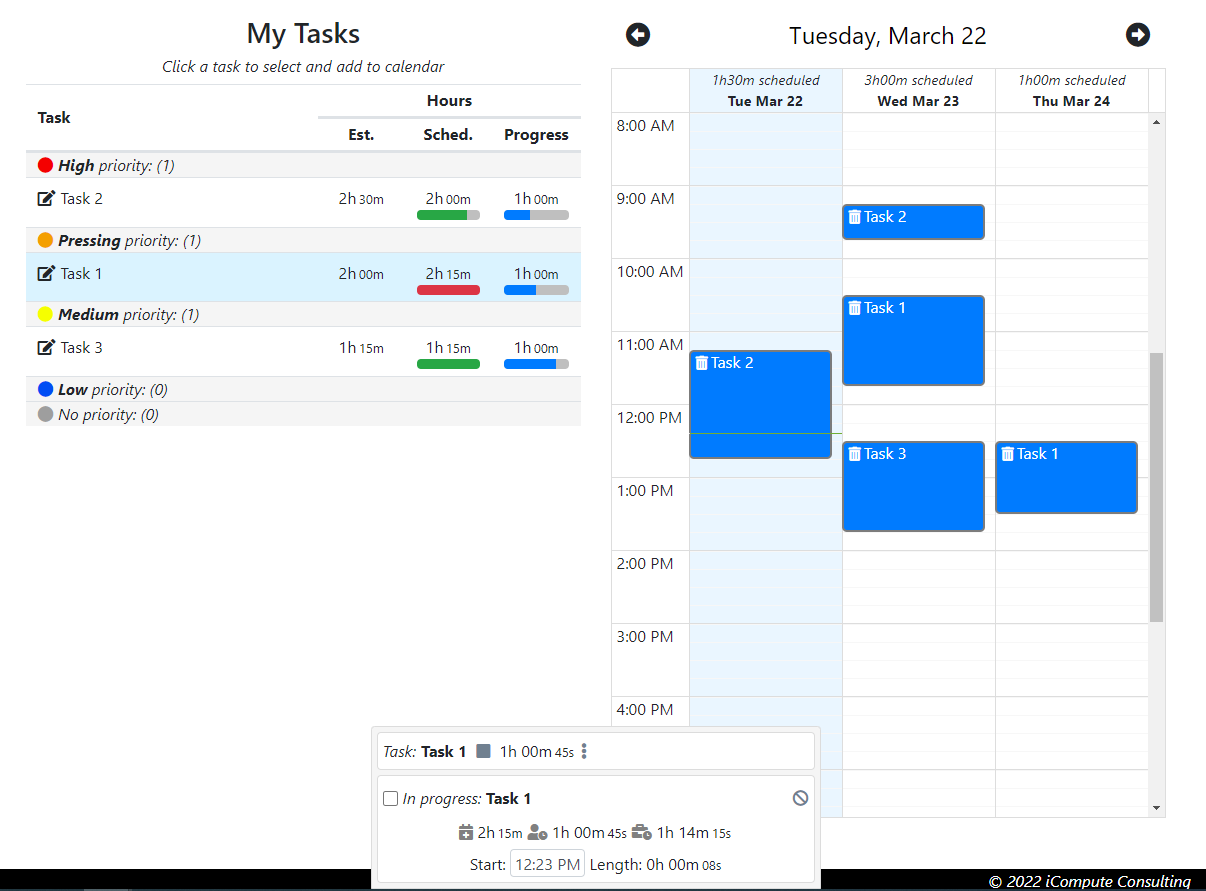 My Tasks
Click a task to select and add to calendar
Task
Hours
Est. Sched. Progress
High priority: (1)
Task 2 2h 30m 2h 00m 1h 00m
Pressing priority: (1)
Task 1 2h 00m 2h 15m 1h 00m
Medium priority: (1)
Task 3 1h 15m 1h 15m 1h 00m
Low priority: (0)
No priority: (0)
Tuesday, March 22
1h30m scheduled 3h00m scheduled 1h00m scheduled
Tue Mar 22 Wed Mar 23 Thu Mar 24
8:00 AM
9:00 AM
Task 2
10:00 AM
Task 1
11:00 AM
Task 2
12:00 PM
Task 3 Task 1
1:00 PM
2:00 PM
3:00 PM
4:00 PM
Task: Task 1 1h 00m 45s
In progress: Task 1
2h 15m 1h 00m 45s 1h 14m 15s
Start: 12:23 PM Length: 0h 00m 08s
© 2022 iCompute Consulting